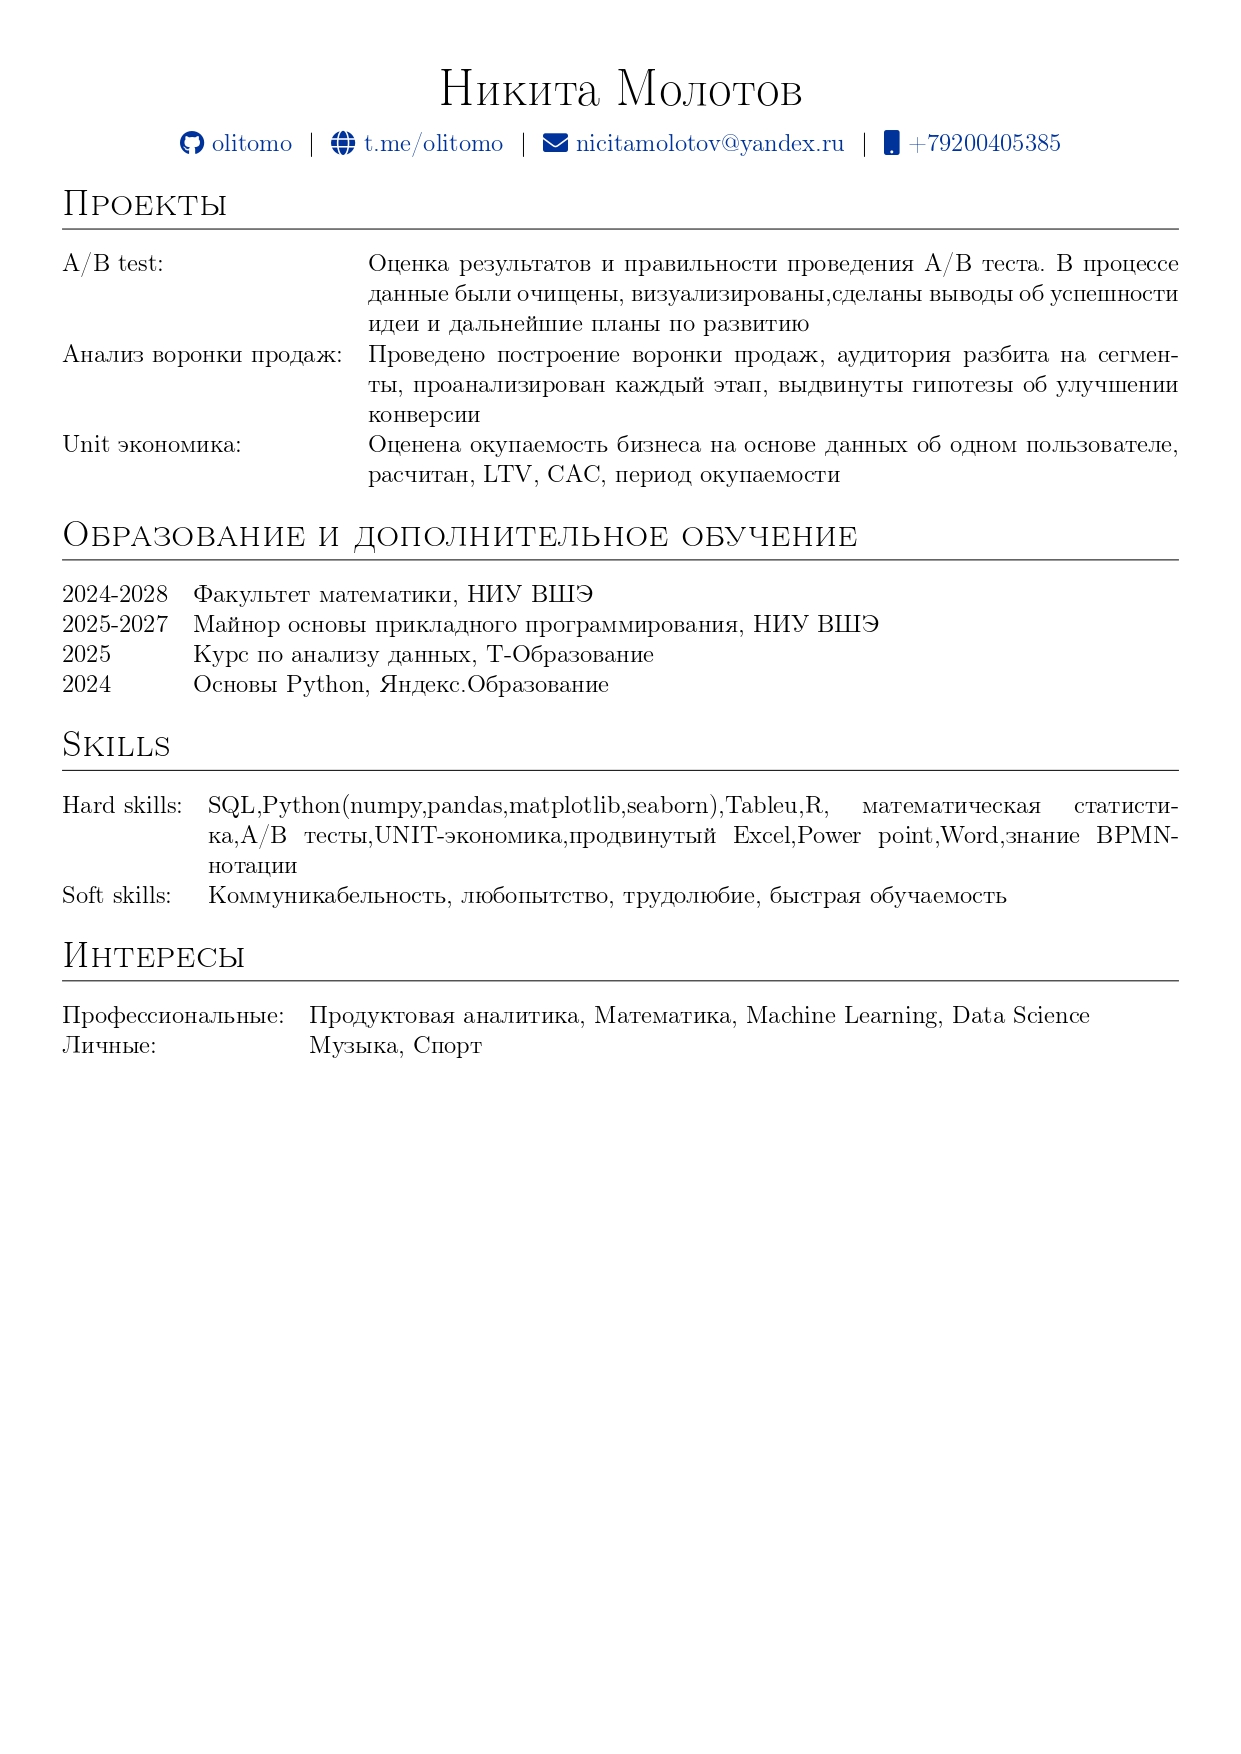 Никита Молотов
olitomo | t.me/olitomo | nicitamolotov@yandex.ru | +79200405385
Проекты
A/B test: Оценка результатов и правильности проведения A/B теста. В процессе
данные были очищены, визуализированы,сделаны выводы об успешности
идеи и дальнейшие планы по развитию
Анализ воронки продаж: Проведено построение воронки продаж, аудитория разбита на сегмен-
ты, проанализирован каждый этап, выдвинуты гипотезы об улучшении
конверсии
Unit экономика: Оценена окупаемость бизнеса на основе данных об одном пользователе,
расчитан, LTV, CAC, период окупаемости
Образование и дополнительное обучение
2024-2028 Факультет математики, НИУ ВШЭ
2025-2027 Майнор основы прикладного программирования, НИУ ВШЭ
2025 Курс по анализу данных, Т-Образование
2024 Основы Python, Яндекс.Образование
Skills
Hard skills: SQL,Python(numpy,pandas,matplotlib,seaborn),Tableu,R, математическая статисти-
ка,A/B тесты,UNIT-экономика,продвинутый Excel,Power point,Word,знание BPMN-
нотации
Soft skills: Коммуникабельность, любопытство, трудолюбие, быстрая обучаемость
Интересы
Профессиональные: Продуктовая аналитика, Математика, Machine Learning, Data Science
Личные: Музыка, Спорт